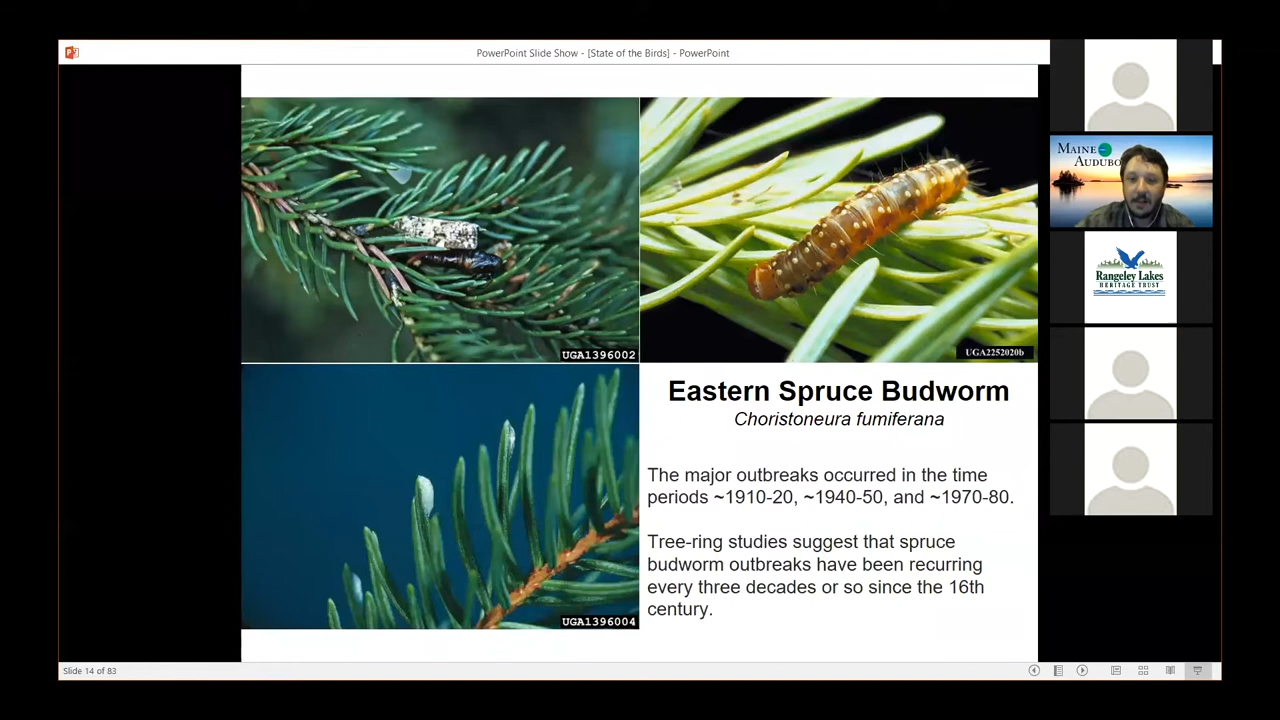 PowerPoint Slide Show - [State of the Birds] - PowerPoint
MAINE
AUDUBO
UGA1396002
UGA2252020b
Rangeley Lakes
HERITAGE TRUST
Eastern Spruce Budworm
Choristoneura fumiferana
The major outbreaks occurred in the time
periods ~1910-20, ~1940-50, and ~1970-80.
Tree-ring studies suggest that spruce
budworm outbreaks have been recurring
every three decades or so since the 16th
century.
UGA1396004
Slide 14 of 83